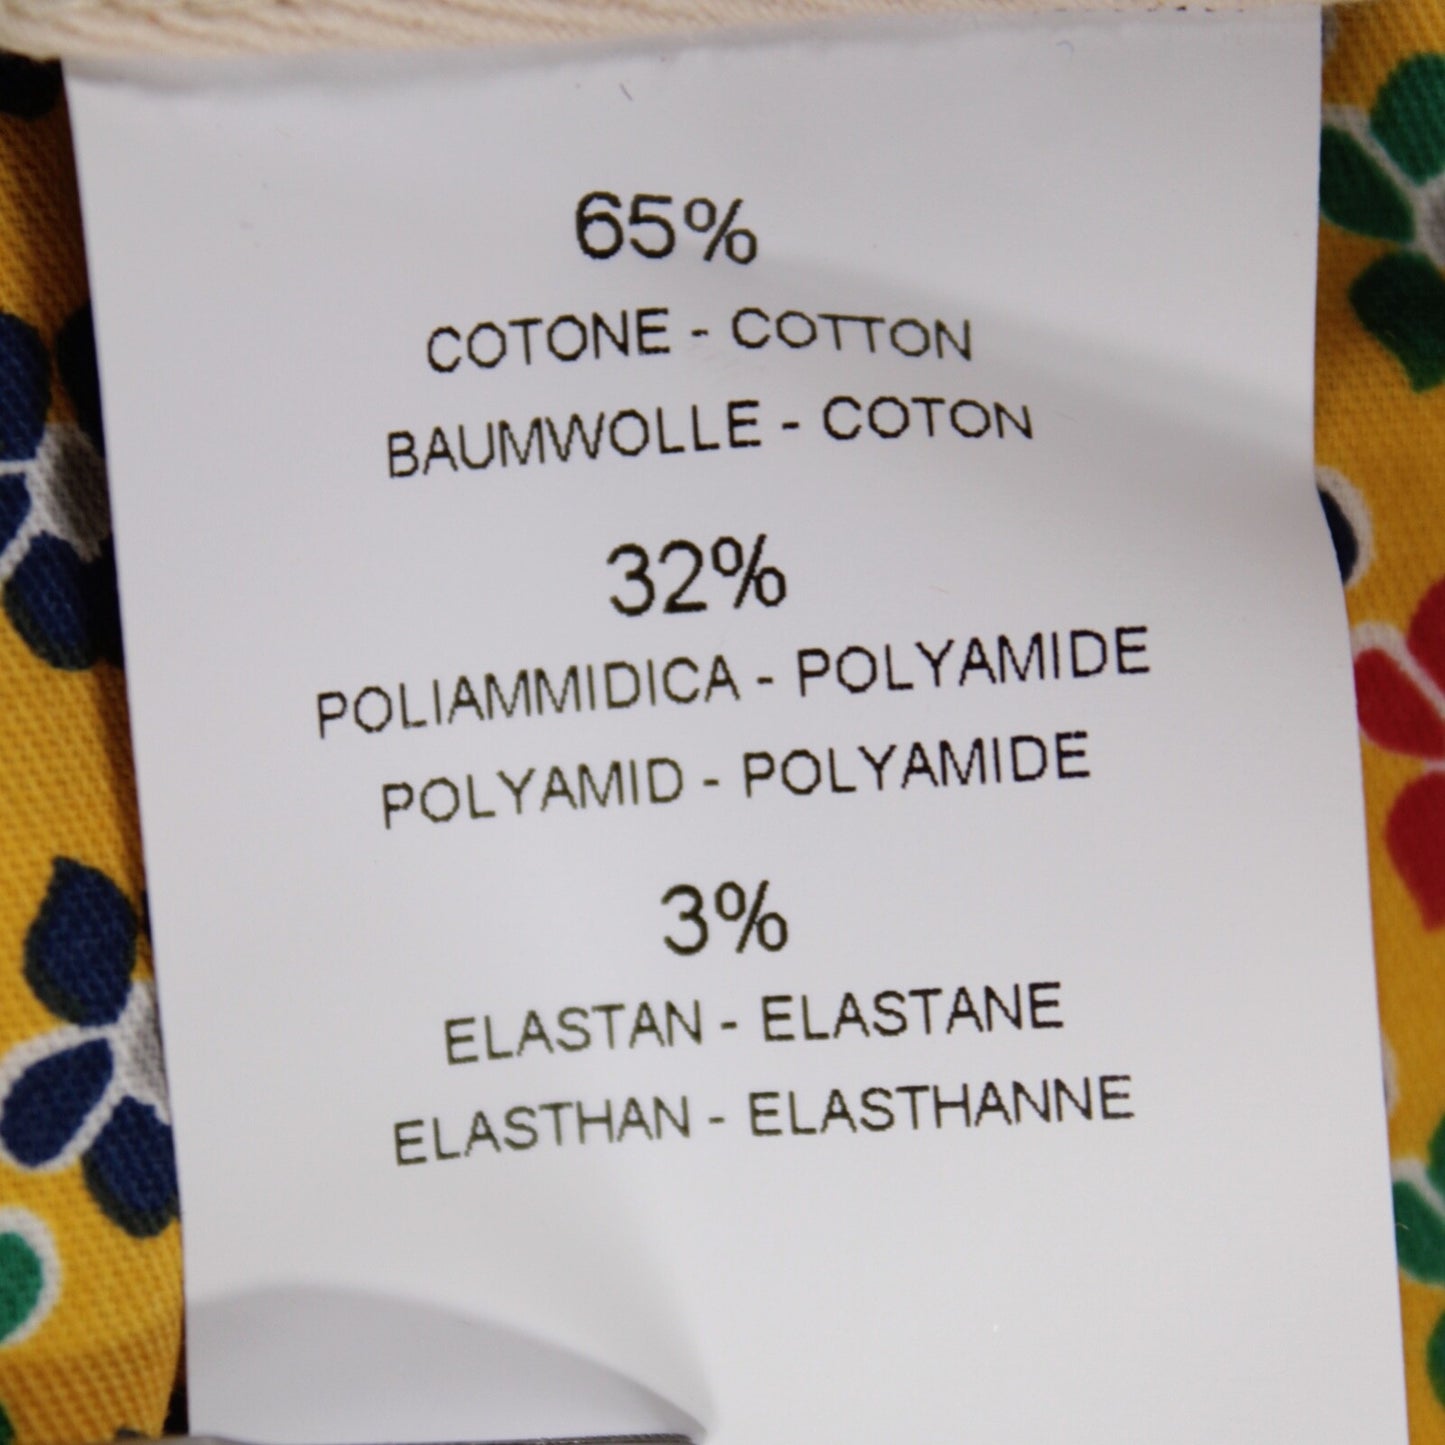 65%
COTONE - COTTON
BAUMWOLLE - COTON
32%
POLIAMMIDICA - POLYAMIDE
POLYAMID - POLYAMIDE
3%
ELASTAN - ELASTANE
ELASTHAN - ELASTHANNE